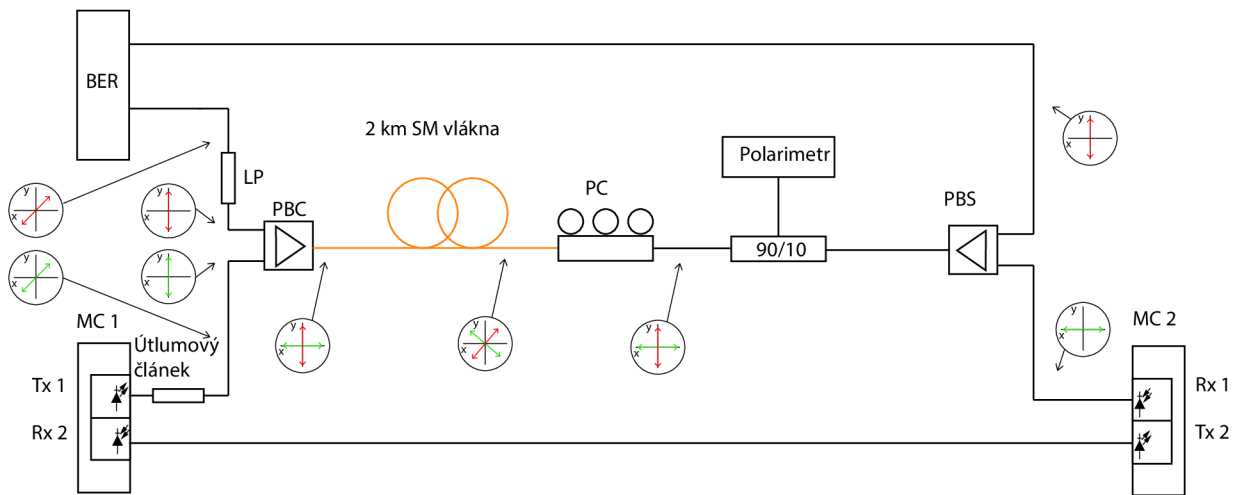 BER
2 km SM vlákna
Polarimetr
LP
PBC
PC
PBS
90/10
y
x
y
x
y
x
y
x
y
x
y
x
y
x
y
x
y
x
MC 1
Útlumový
článek
Tx 1
Rx 2
MC 2
Rx 1
Tx 2